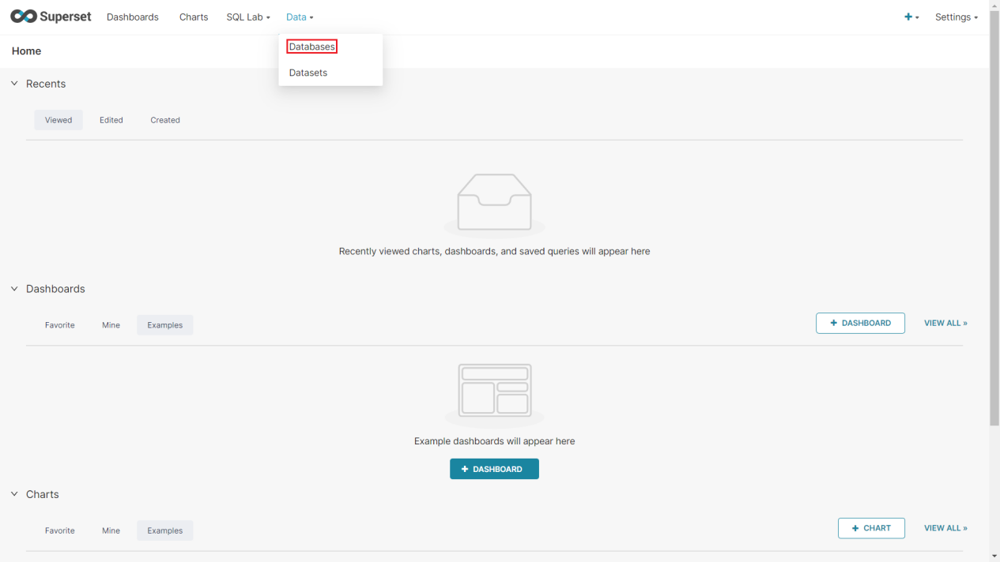 Superset Dashboards Charts SQL Lab Data Settings
Databases
Home
Datasets
Recents
Viewed Edited Created
Recently viewed charts, dashboards, and saved queries will appear here
Dashboards
Favorite Mine Examples + DASHBOARD VIEW ALL »
Example dashboards will appear here
+ DASHBOARD
Charts
Favorite Mine Examples + CHART VIEW ALL »